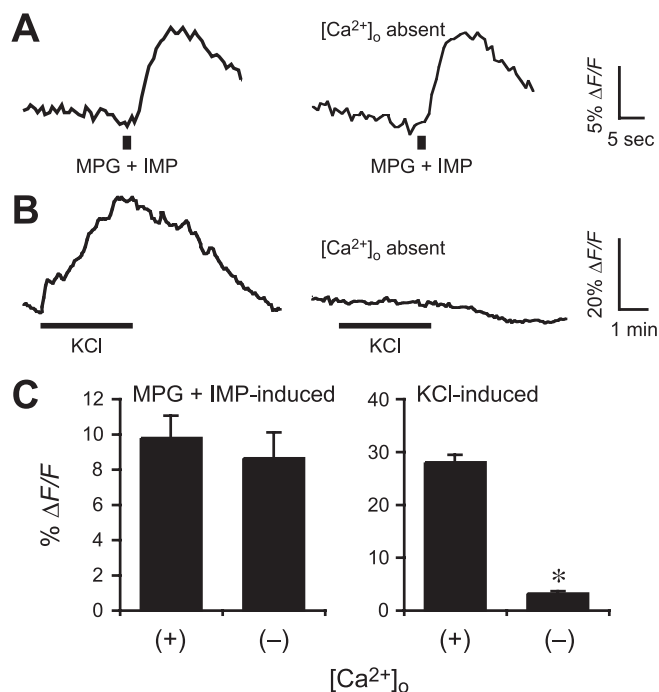 A
[Ca²⁺]ₒ absent
MPG + IMP
MPG + IMP
5% ΔF/F
5 sec
B
[Ca²⁺]ₒ absent
KCl
KCl
20% ΔF/F
1 min
C
MPG + IMP-induced
KCl-induced
% ΔF/F
12
10
8
6
4
2
0
40
30
20
10
0
*
(+)
(–)
(+)
(–)
[Ca²⁺]ₒ